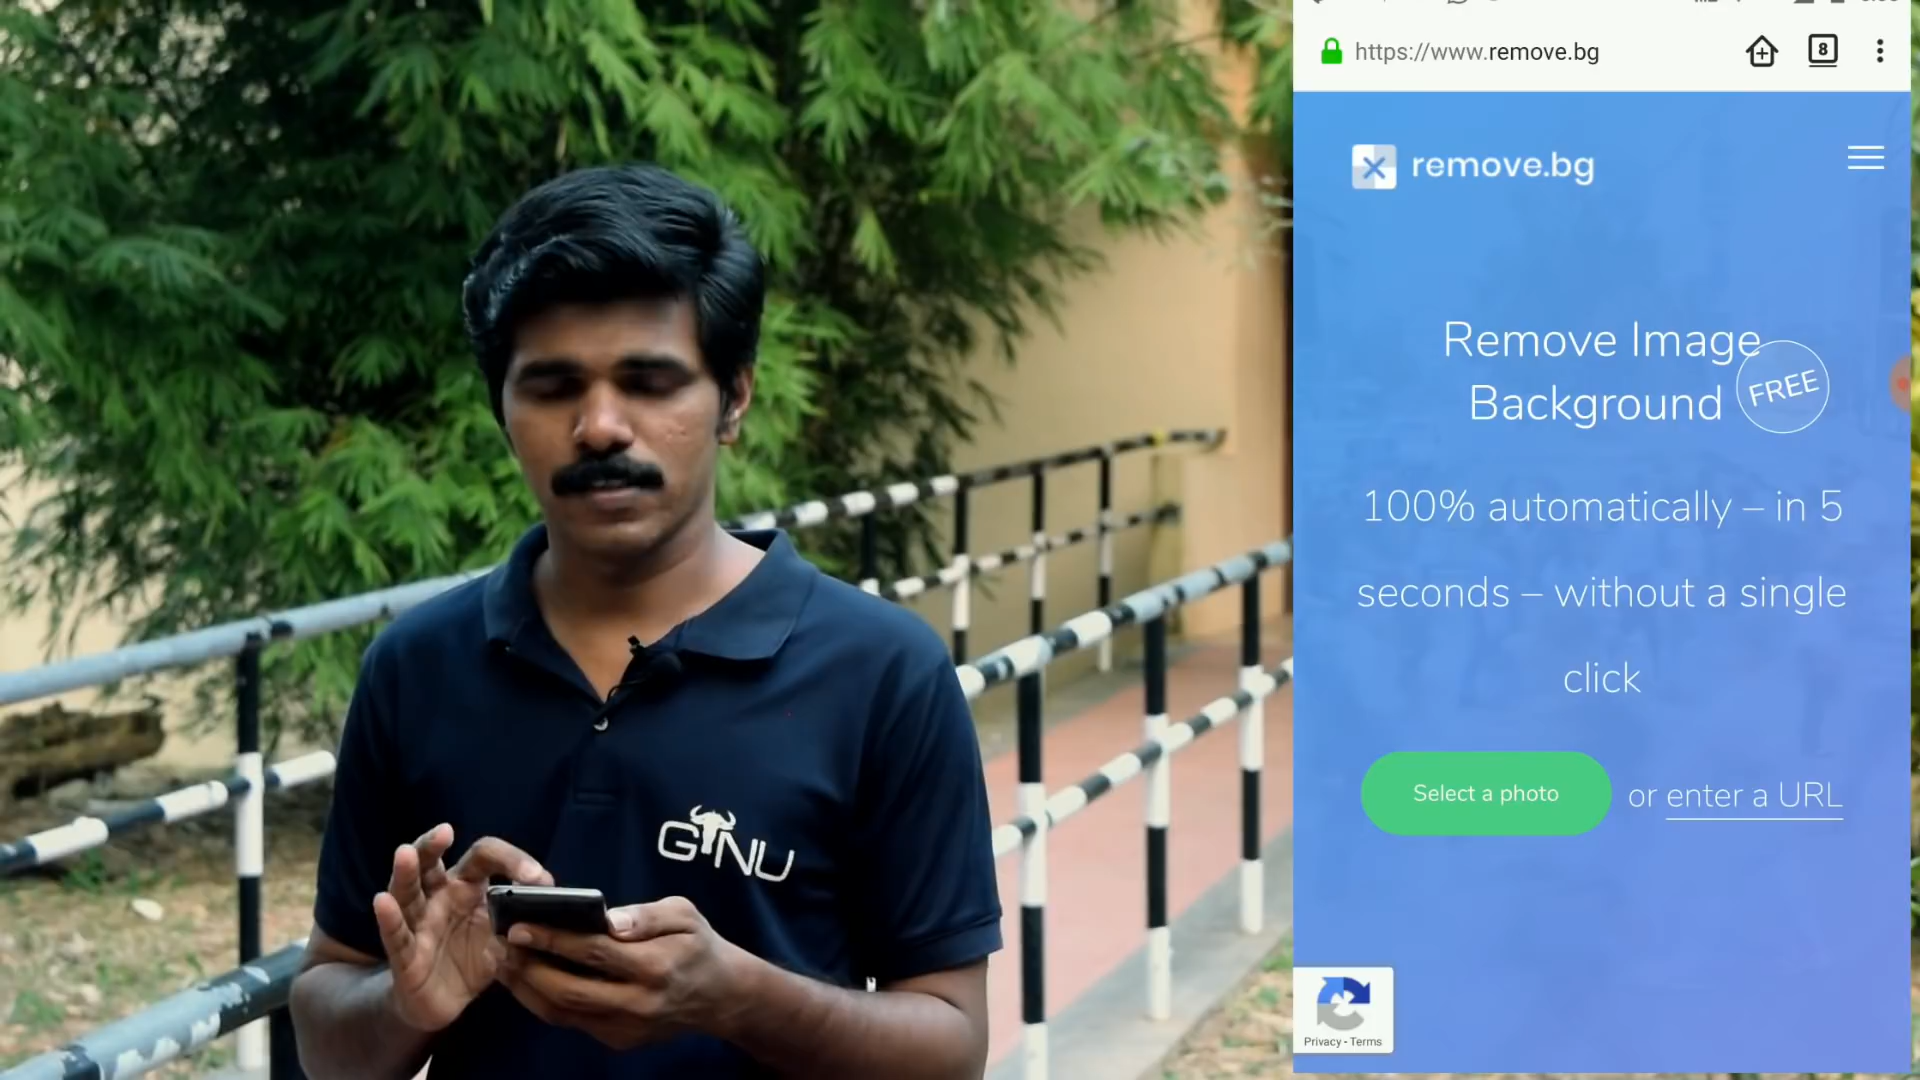 https://www.remove.bg
8
remove.bg
Remove Image
Background
FREE
100% automatically – in 5
seconds – without a single
click
Select a photo
or enter a URL
GNU
Privacy - Terms